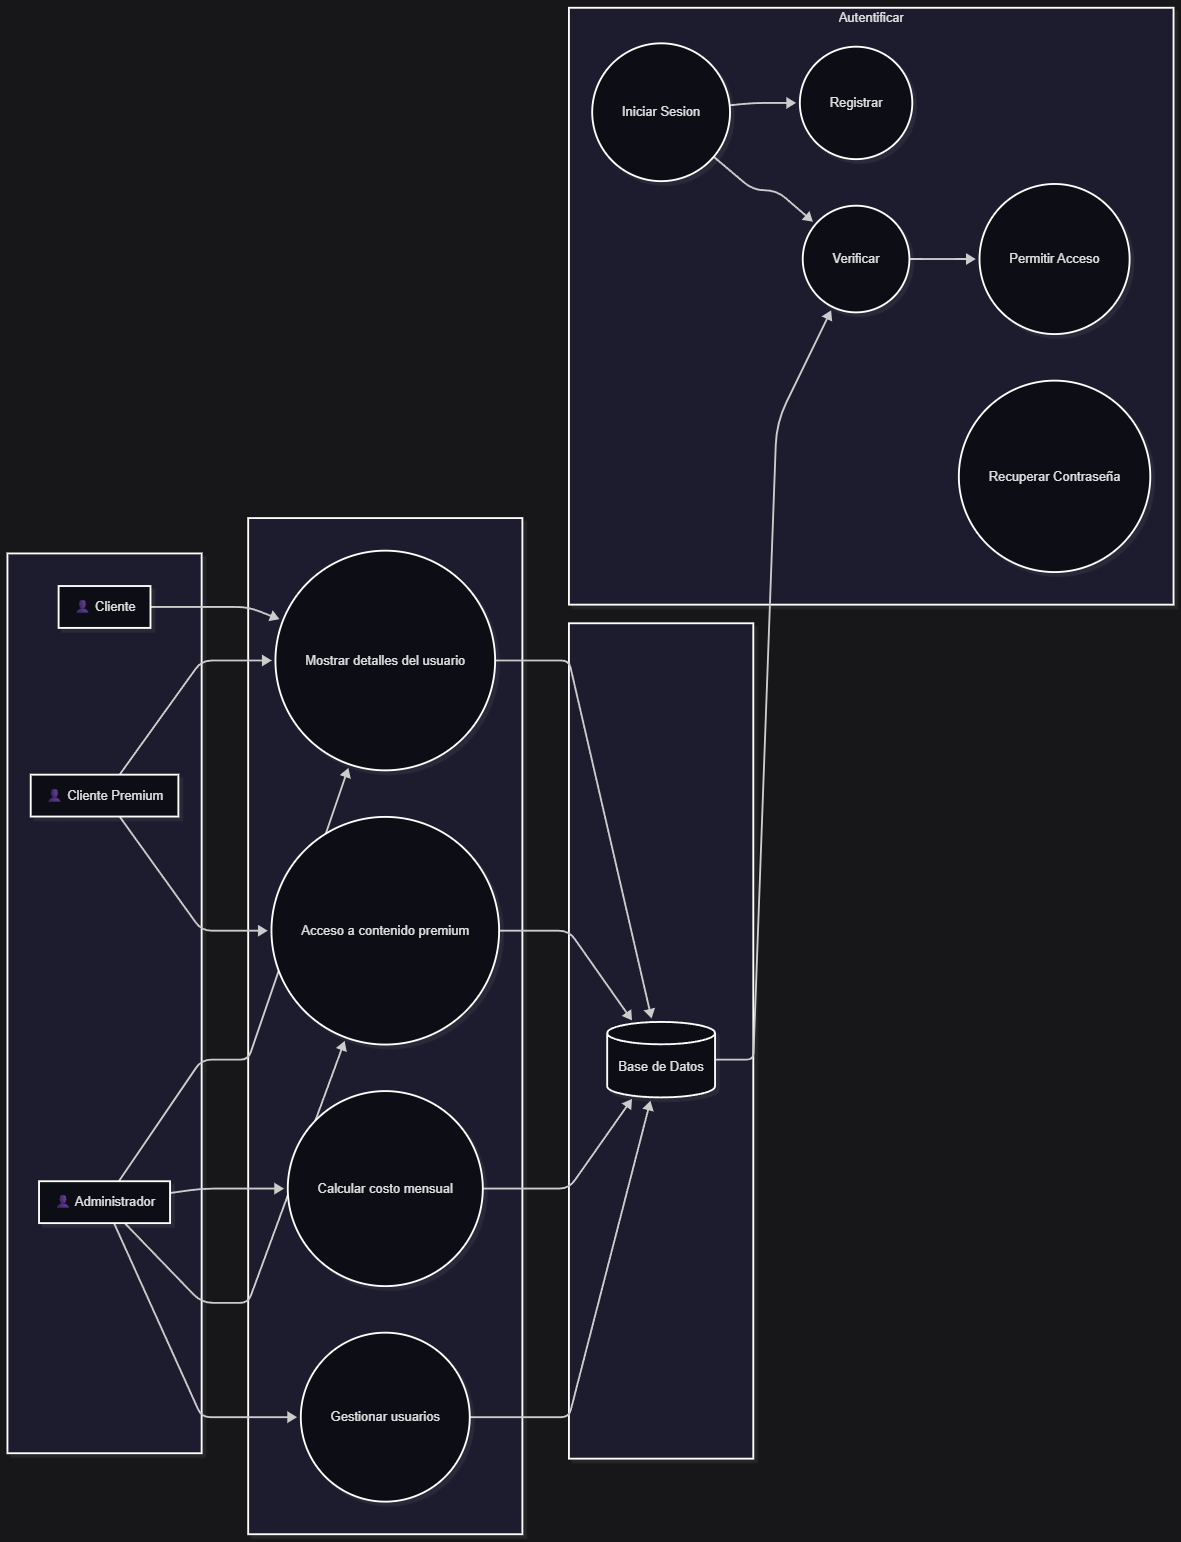 Autentificar
Iniciar Sesion
Registrar
Verificar
Permitir Acceso
Recuperar Contraseña
Cliente
Mostrar detalles del usuario
Cliente Premium
Acceso a contenido premium
Base de Datos
Calcular costo mensual
Administrador
Gestionar usuarios